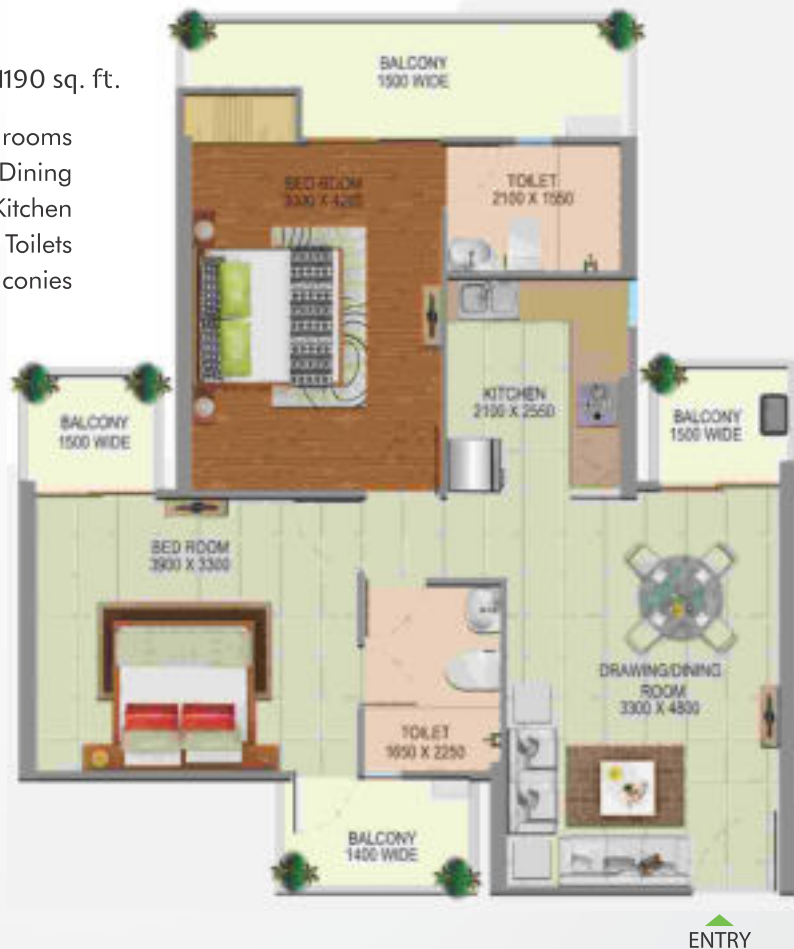 1190 sq. ft.
rooms
Dining
Kitchen
Toilets
conies
BALCONY
1500 WIDE
BED ROOM
TOILET
2100 X 1550
KITCHEN
2100 X 2550
BALCONY
1500 WIDE
BALCONY
1500 WIDE
BED ROOM
3900 X 3300
DRAWING/DINING
ROOM
3300 X 4800
TOILET
1650 X 2250
BALCONY
1400 WIDE
ENTRY